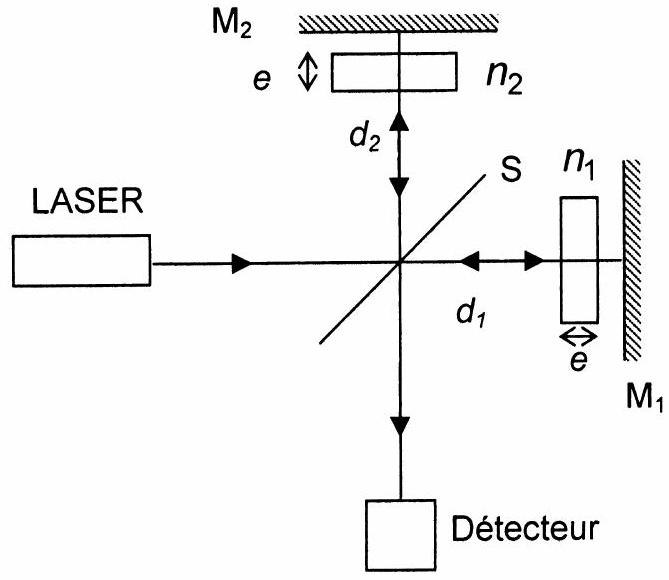 M₂
e
n₂
d₂
S
n₁
LASER
d₁
e
M₁
Détecteur